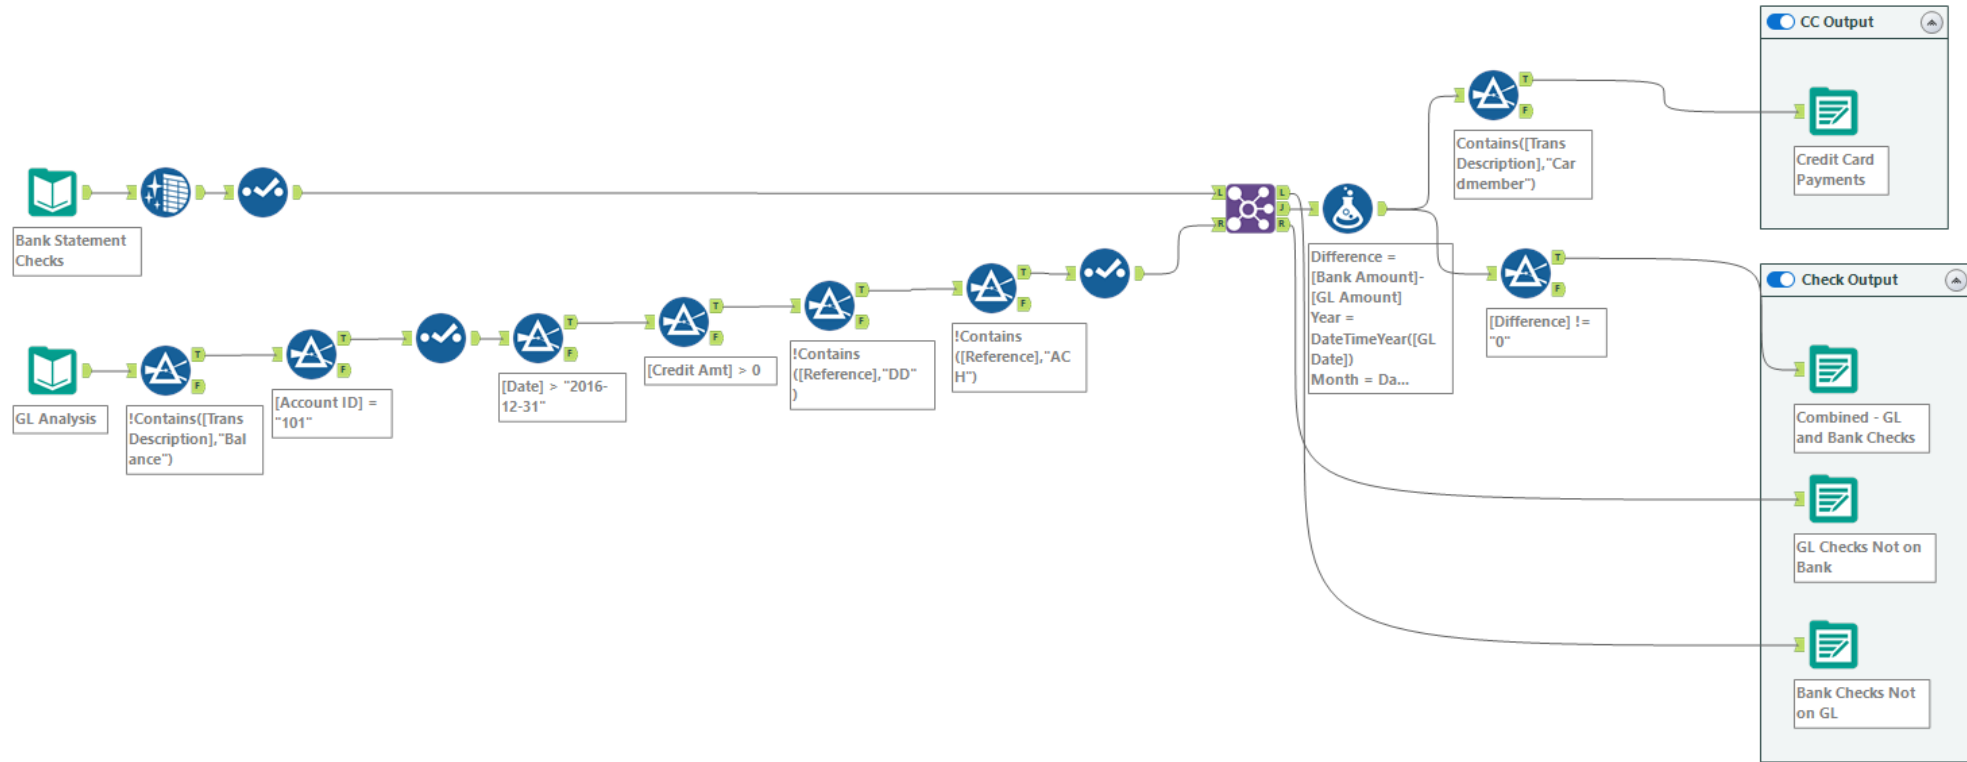 CC Output
T
F
Contains([Trans
Description],"Car
dmember")
Credit Card
Payments
Bank Statement
Checks
L
R
L
J
R
Difference =
[Bank Amount]-
[GL Amount]
Year =
DateTimeYear([GL
Date])
Month = Da...
T
F
[Difference] !=
"0"
Check Output
Combined - GL
and Bank Checks
GL Checks Not on
Bank
Bank Checks Not
on GL
GL Analysis
T
F
!Contains([Trans
Description],"Bal
ance")
T
F
[Account ID] =
"101"
T
F
[Date] > "2016-
12-31"
T
F
[Credit Amt] > 0
T
F
!Contains
([Reference],"DD"
)
T
F
!Contains
([Reference],"AC
H")